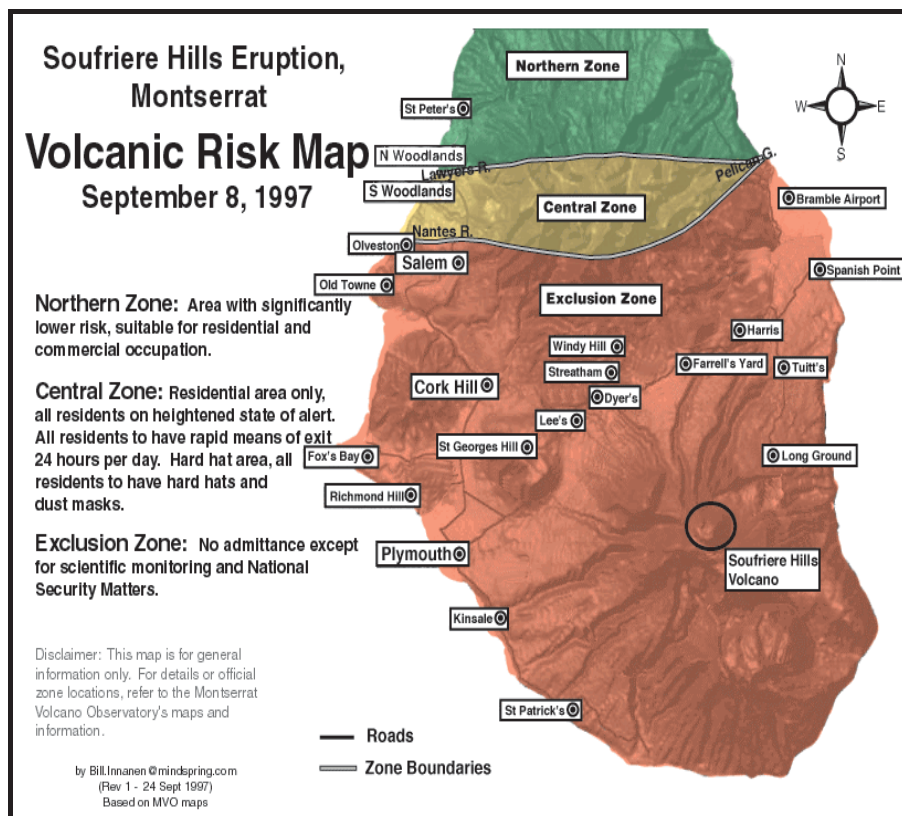 Soufriere Hills Eruption,
Montserrat
Volcanic Risk Map
September 8, 1997
Northern Zone
N
W
E
S
St Peter's
N Woodlands
Lawyers R.
Pelican G.
S Woodlands
Central Zone
Bramble Airport
Nantes R.
Olveston
Salem
Spanish Point
Old Towne
Exclusion Zone
Northern Zone: Area with significantly
lower risk, suitable for residential and
commercial occupation.
Harris
Windy Hill
Farrell's Yard
Tuitt's
Streatham
Cork Hill
Dyer's
Lee's
Central Zone: Residential area only,
all residents on heightened state of alert.
All residents to have rapid means of exit
24 hours per day. Hard hat area, all
residents to have hard hats and
dust masks.
St Georges Hill
Fox's Bay
Long Ground
Richmond Hill
Exclusion Zone: No admittance except
for scientific monitoring and National
Security Matters.
Plymouth
Soufriere Hills
Volcano
Kinsale
Disclaimer: This map is for general
information only. For details or official
zone locations, refer to the Montserrat
Volcano Observatory's maps and
information.
St Patrick's
Roads
Zone Boundaries
by Bill.Innanen@mindspring.com
(Rev 1 - 24 Sept 1997)
Based on MVO maps